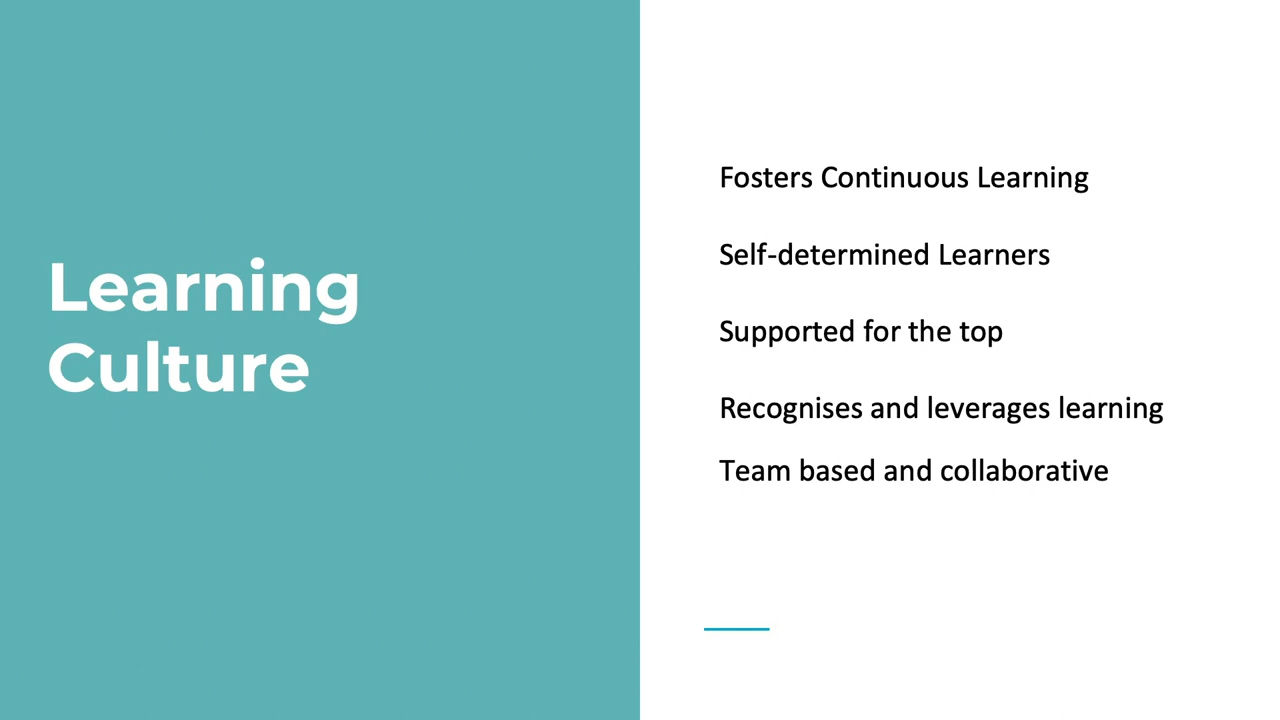 Learning
Culture
Fosters Continuous Learning
Self-determined Learners
Supported for the top
Recognises and leverages learning
Team based and collaborative